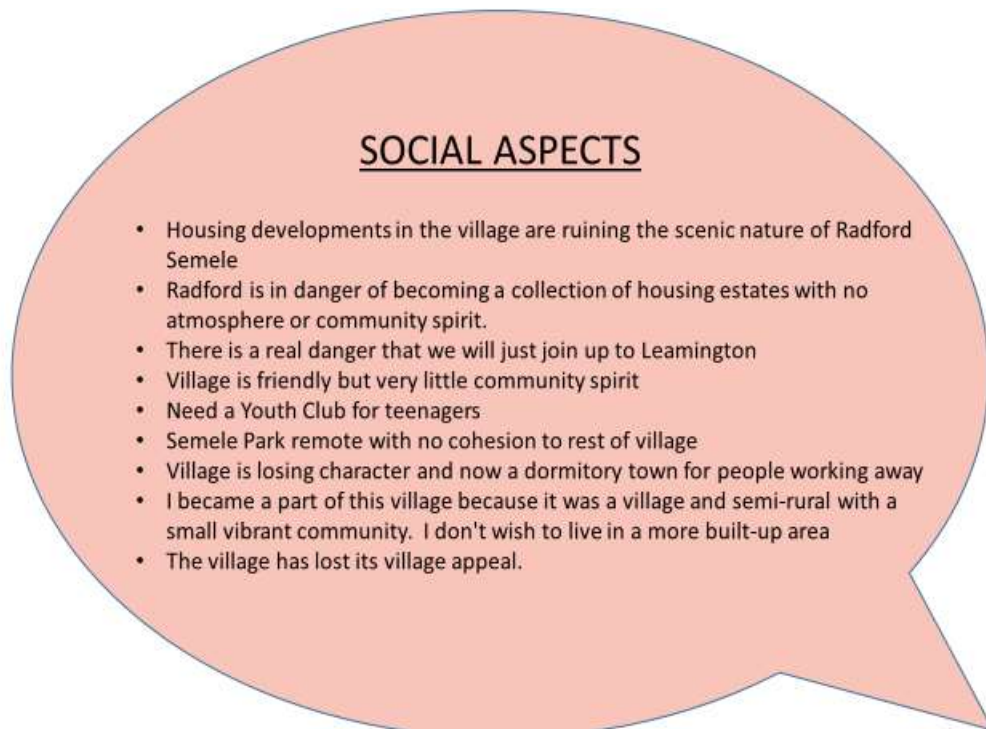 SOCIAL ASPECTS
• Housing developments in the village are ruining the scenic nature of Radford
Semele
• Radford is in danger of becoming a collection of housing estates with no
atmosphere or community spirit.
• There is a real danger that we will just join up to Leamington
• Village is friendly but very little community spirit
• Need a Youth Club for teenagers
• Semele Park remote with no cohesion to rest of village
• Village is losing character and now a dormitory town for people working away
• I became a part of this village because it was a village and semi-rural with a
small vibrant community.  I don't wish to live in a more built-up area
• The village has lost its village appeal.